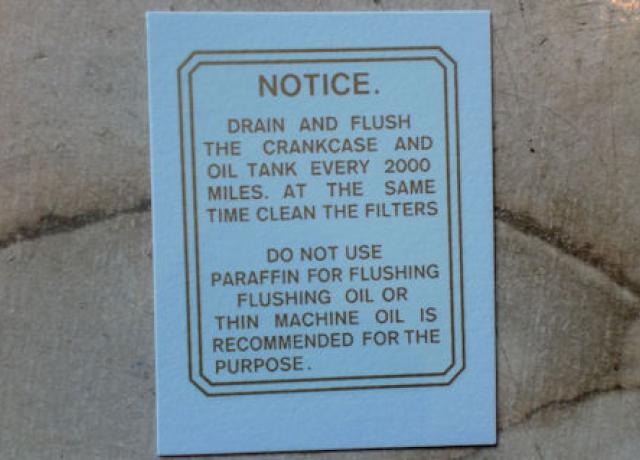 NOTICE.
DRAIN AND FLUSH
THE CRANKCASE AND
OIL TANK EVERY 2000
MILES. AT THE SAME
TIME CLEAN THE FILTERS
DO NOT USE
PARAFFIN FOR FLUSHING
FLUSHING OIL OR
THIN MACHINE OIL IS
RECOMMENDED FOR THE
PURPOSE.